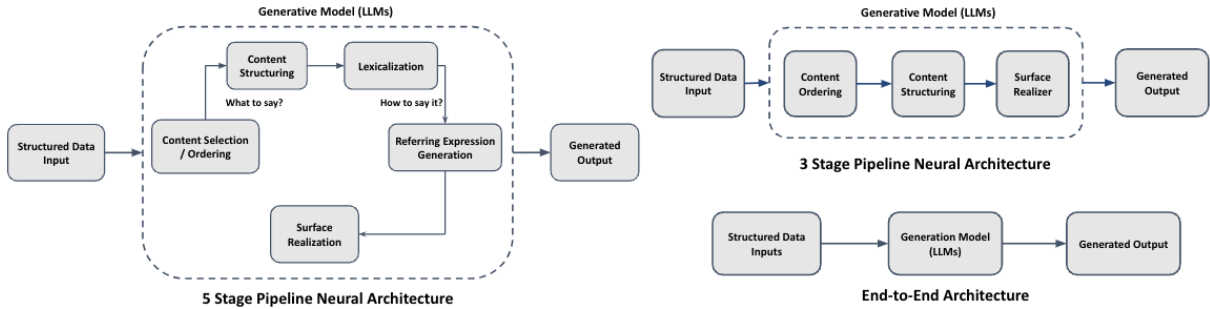 Generative Model (LLMs)
Content
Structuring
Lexicalization
What to say?
How to say it?
Structured Data
Input
Content Selection
/ Ordering
Referring Expression
Generation
Generated
Output
Surface
Realization
5 Stage Pipeline Neural Architecture
Generative Model (LLMs)
Structured Data
Input
Content
Ordering
Content
Structuring
Surface
Realizer
Generated
Output
3 Stage Pipeline Neural Architecture
Structured Data
Inputs
Generation Model
(LLMs)
Generated Output
End-to-End Architecture